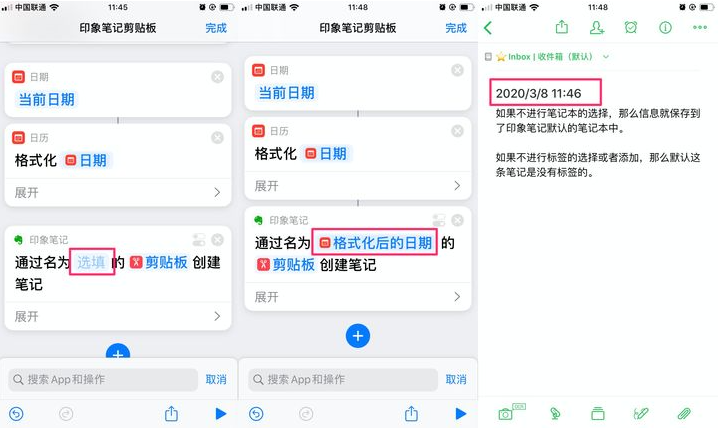 中国联通
11:45
印象笔记剪贴板
完成
日期
当前日期
日历
格式化 日期
展开
印象笔记
通过名为 选填 的 剪贴板 创建
笔记
展开
搜索 App 和操作
取消
中国联通
11:48
印象笔记剪贴板
完成
日期
当前日期
日历
格式化 日期
展开
印象笔记
通过名为 格式化后的日期 的
剪贴板 创建笔记
展开
搜索 App 和操作
取消
中国联通
11:48
Inbox | 收件箱（默认）
2020/3/8 11:46
如果不进行笔记本的选择，那么信息就保存到
了印象笔记默认的笔记本中。
如果不进行标签的选择或者添加，那么默认这
条笔记是没有标签的。